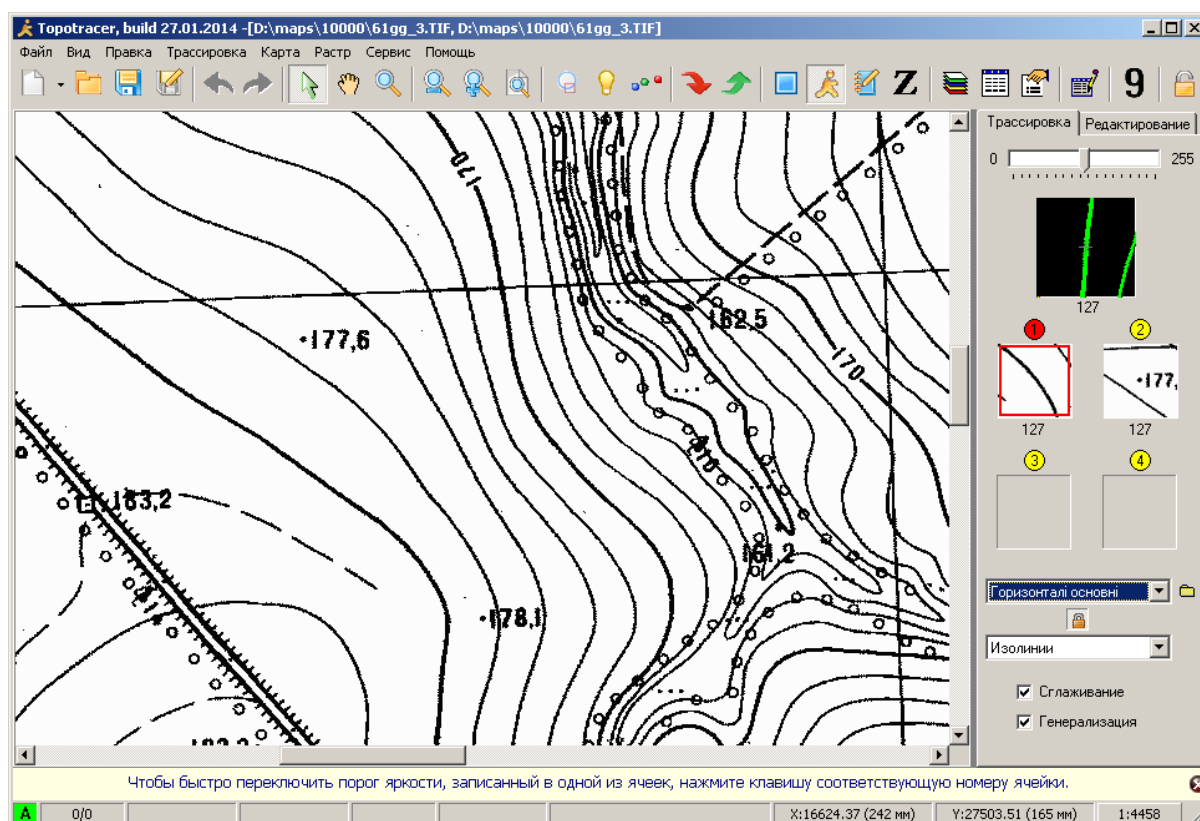 Topotracer, build 27.01.2014 -[D:\maps\10000\61gg_3.TIF, D:\maps\10000\61gg_3.TIF]
Файл Вид Правка Трассировка Карта Растр Сервис Помощь
Z 9
Трассировка Редактирование
0 255
127
1 2
177,
127 127
3 4
Горизонталі основні
Изолинии
Сглаживание
Генерализация
170
162,5
177,6
170
183,2
161,2
178,1
Чтобы быстро переключить порог яркости, записанный в одной из ячеек, нажмите клавишу соответствующую номеру ячейки.
A 0/0 X:16624.37 (242 мм) Y:27503.51 (165 мм) 1:4458